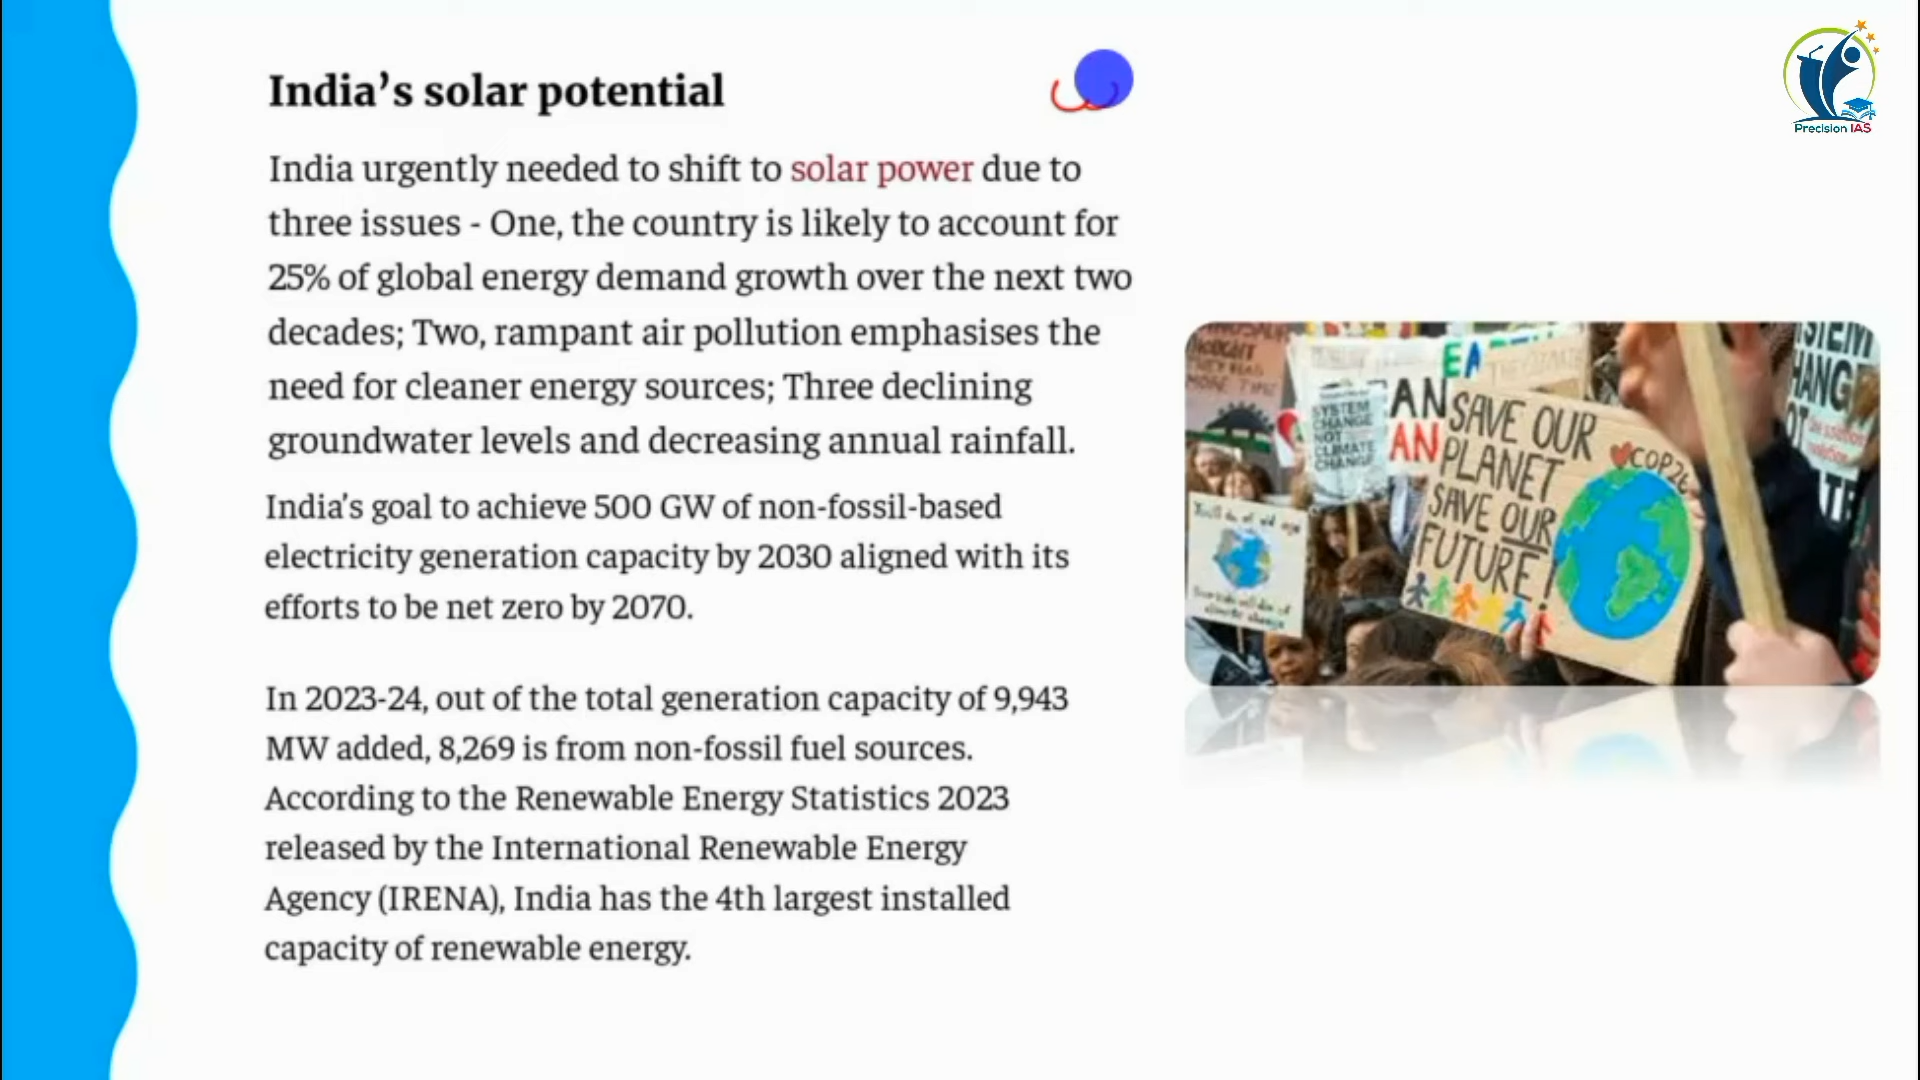 India’s solar potential
India urgently needed to shift to solar power due to
three issues - One, the country is likely to account for
25% of global energy demand growth over the next two
decades; Two, rampant air pollution emphasises the
need for cleaner energy sources; Three declining
groundwater levels and decreasing annual rainfall.
India's goal to achieve 500 GW of non-fossil-based
electricity generation capacity by 2030 aligned with its
efforts to be net zero by 2070.
In 2023-24, out of the total generation capacity of 9,943
MW added, 8,269 is from non-fossil fuel sources.
According to the Renewable Energy Statistics 2023
released by the International Renewable Energy
Agency (IRENA), India has the 4th largest installed
capacity of renewable energy.
Precision IAS
SYSTEM
CHANGE
NOT
CLIMATE
CHANGE
SAVE OUR
PLANET
SAVE OUR
FUTURE!
COP26